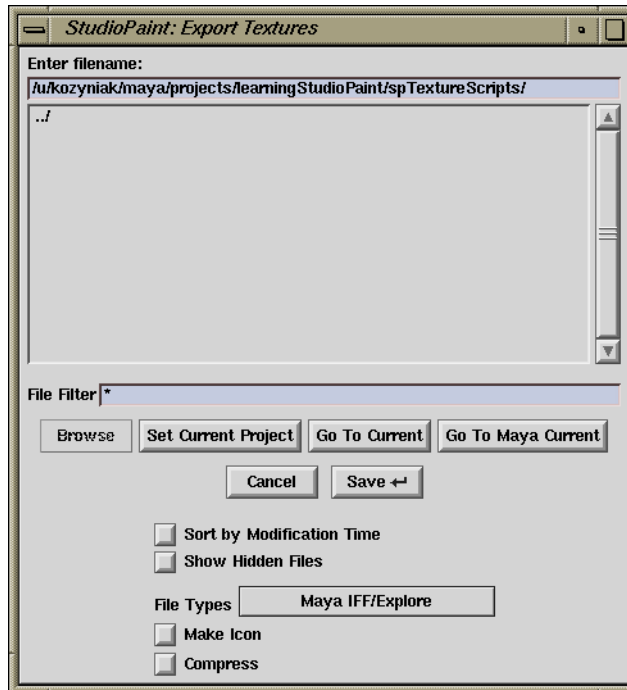 StudioPaint: Export Textures
Enter filename:
/u/kozyniak/maya/projects/learningStudioPaint/spTextureScripts/
../
File Filter *
Browse Set Current Project Go To Current Go To Maya Current
Cancel Save ↵
Sort by Modification Time
Show Hidden Files
File Types Maya IFF/Explore
Make Icon
Compress